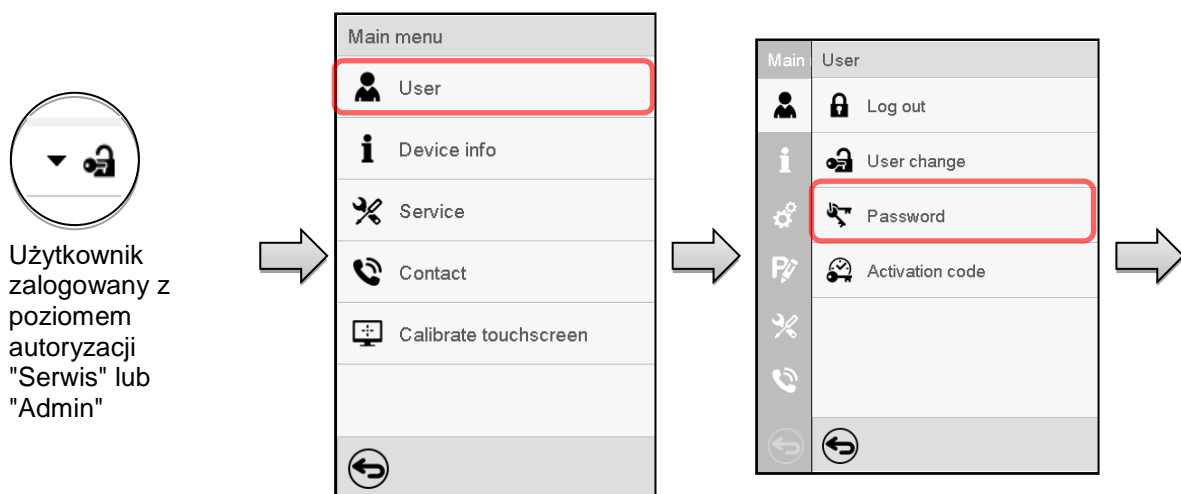 Użytkownik
zalogowany z
poziomem
autoryzacji
"Serwis" lub
"Admin"
Main menu
User
Device info
Service
Contact
Calibrate touchscreen
Main
User
Log out
User change
Password
Activation code